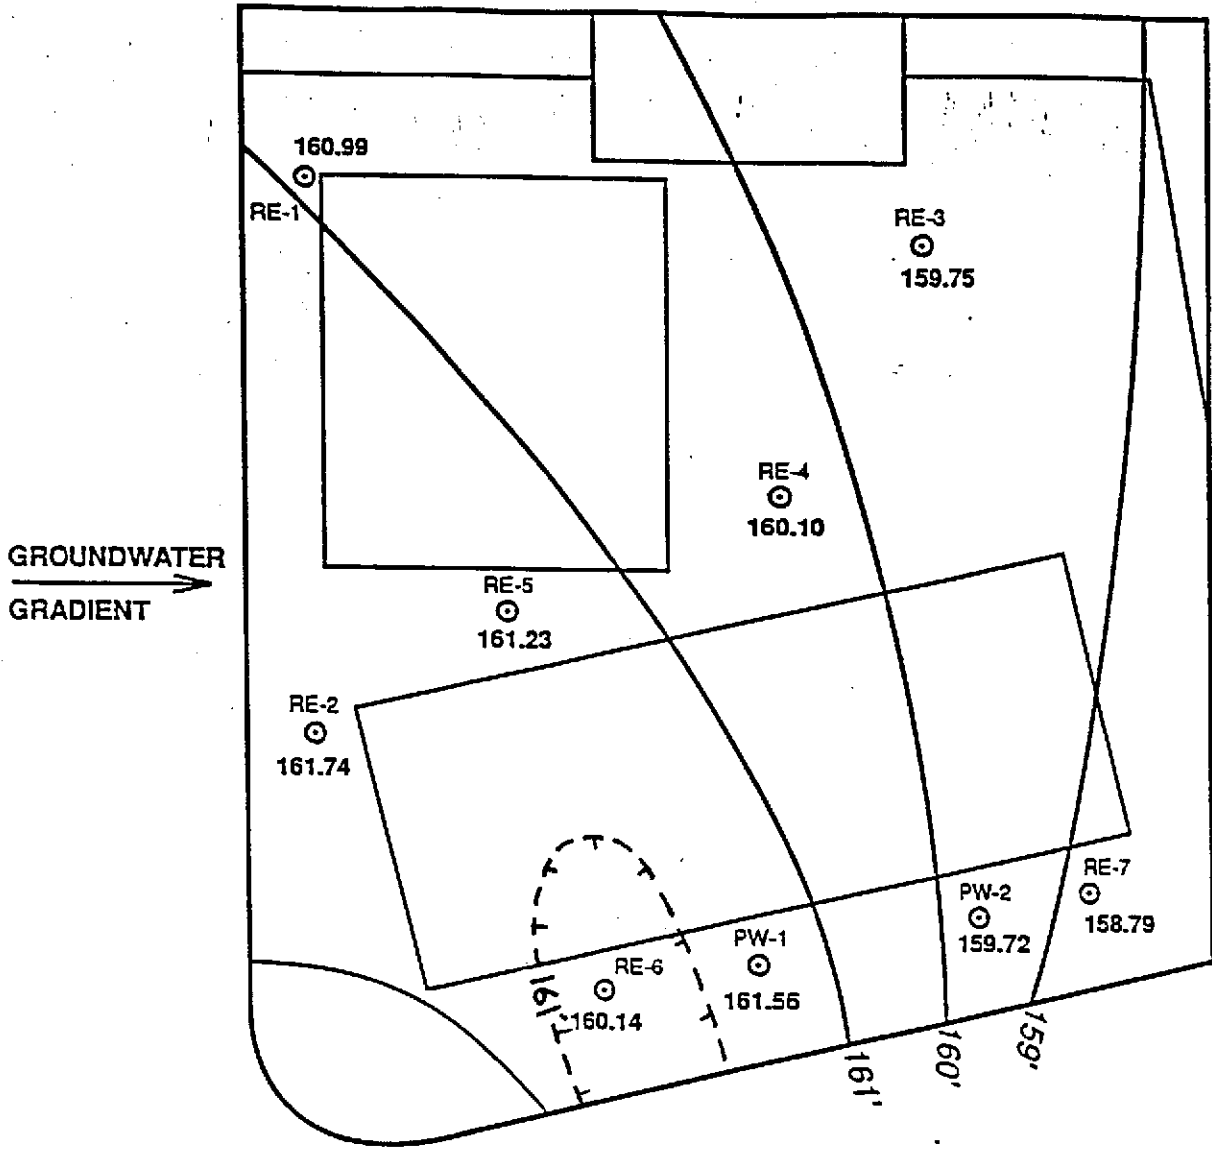 160.99
RE-1
RE-3
159.75
RE-4
160.10
GROUNDWATER
GRADIENT
RE-5
161.23
RE-2
161.74
RE-7
158.79
PW-2
159.72
PW-1
161.56
RE-6
160.14
161
161'
160'
159'